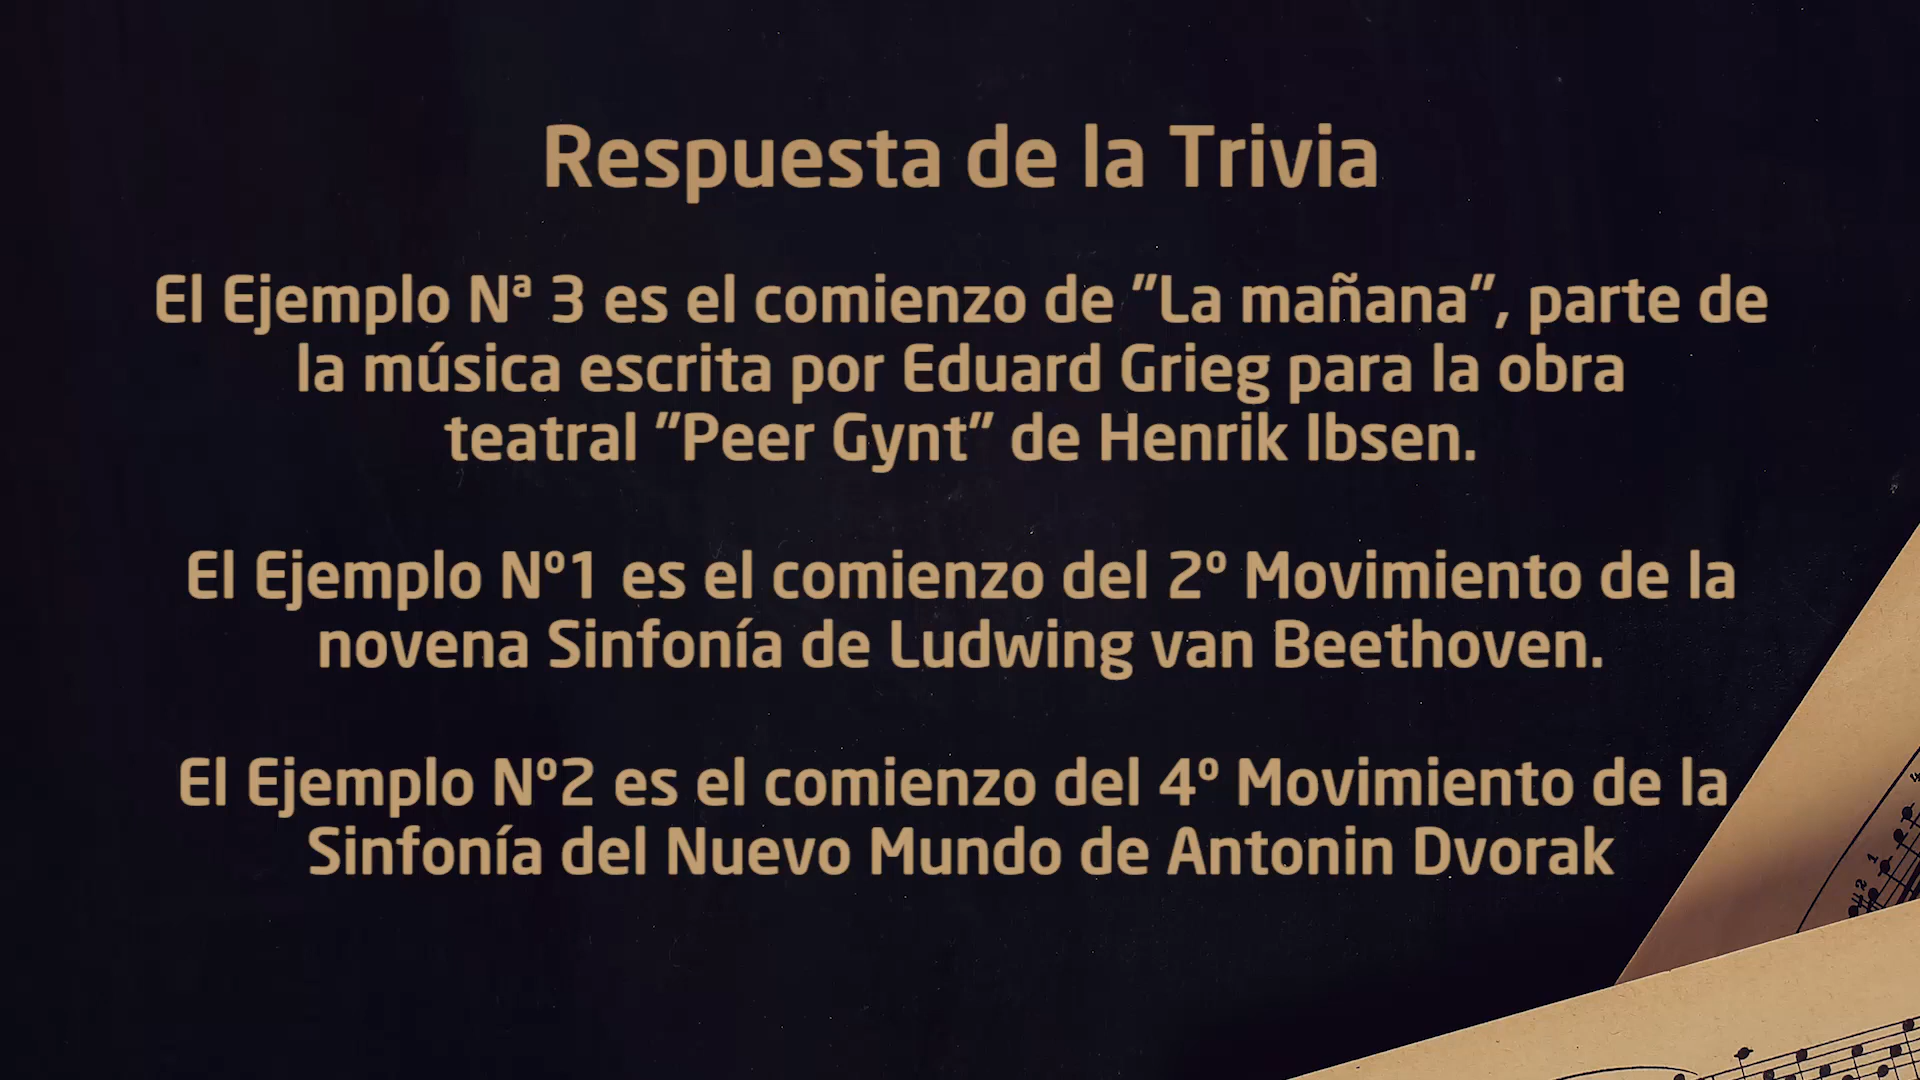 Respuesta de la Trivia
El Ejemplo Nª 3 es el comienzo de "La mañana", parte de
la música escrita por Eduard Grieg para la obra
teatral "Peer Gynt" de Henrik Ibsen.
El Ejemplo Nº1 es el comienzo del 2º Movimiento de la
novena Sinfonía de Ludwing van Beethoven.
El Ejemplo Nº2 es el comienzo del 4º Movimiento de la
Sinfonía del Nuevo Mundo de Antonin Dvorak